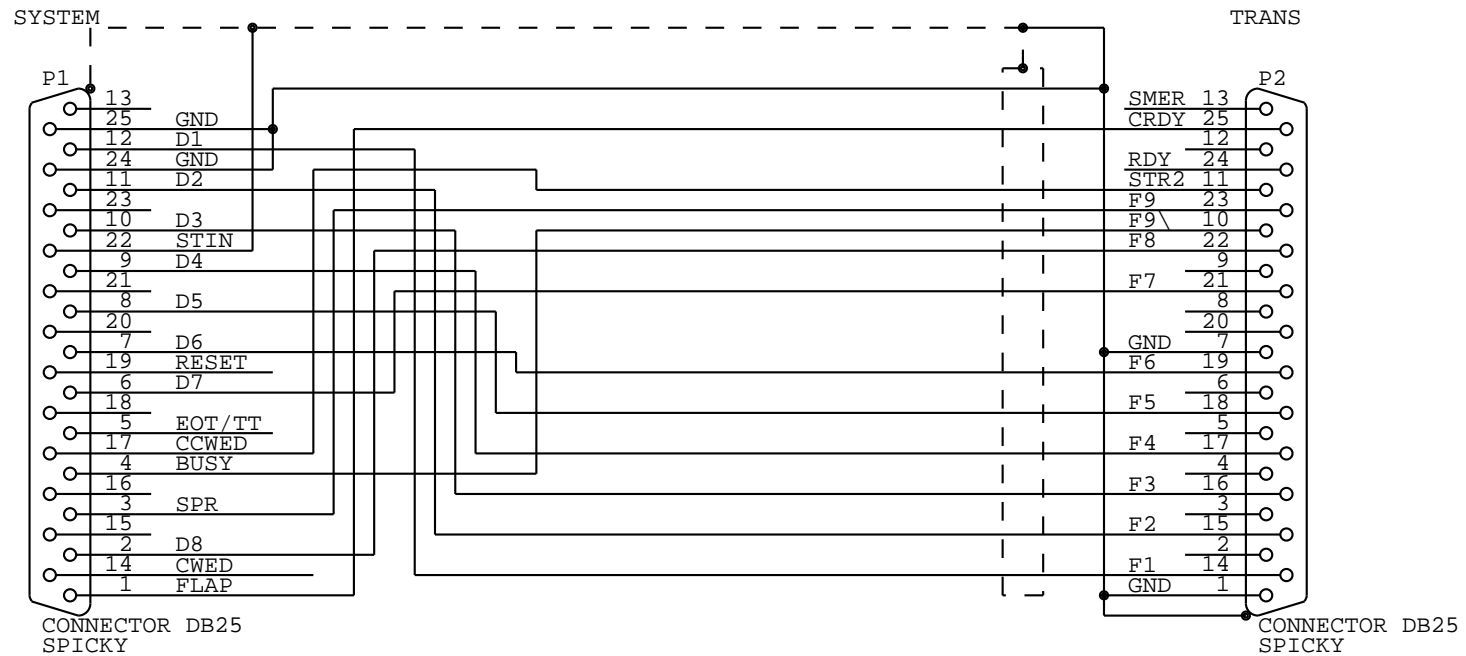 SYSTEM
TRANS
P1
P2
13
25 GND
12 D1
24 GND
11 D2
23
10 D3
22 STIN
9 D4
21
8 D5
20
7 D6
19 RESET
6 D7
18
5 EOT/TT
17 CCWED
4 BUSY
16
3 SPR
15
2 D8
14 CWED
1 FLAP
CONNECTOR DB25
SPICKY
SMER 13
CRDY 25
12
RDY 24
STR2 11
F9 23
F9\ 10
F8 22
9
F7 21
8
20
GND 7
F6 19
6
F5 18
5
F4 17
4
F3 16
3
F2 15
2
F1 14
GND 1
CONNECTOR DB25
SPICKY